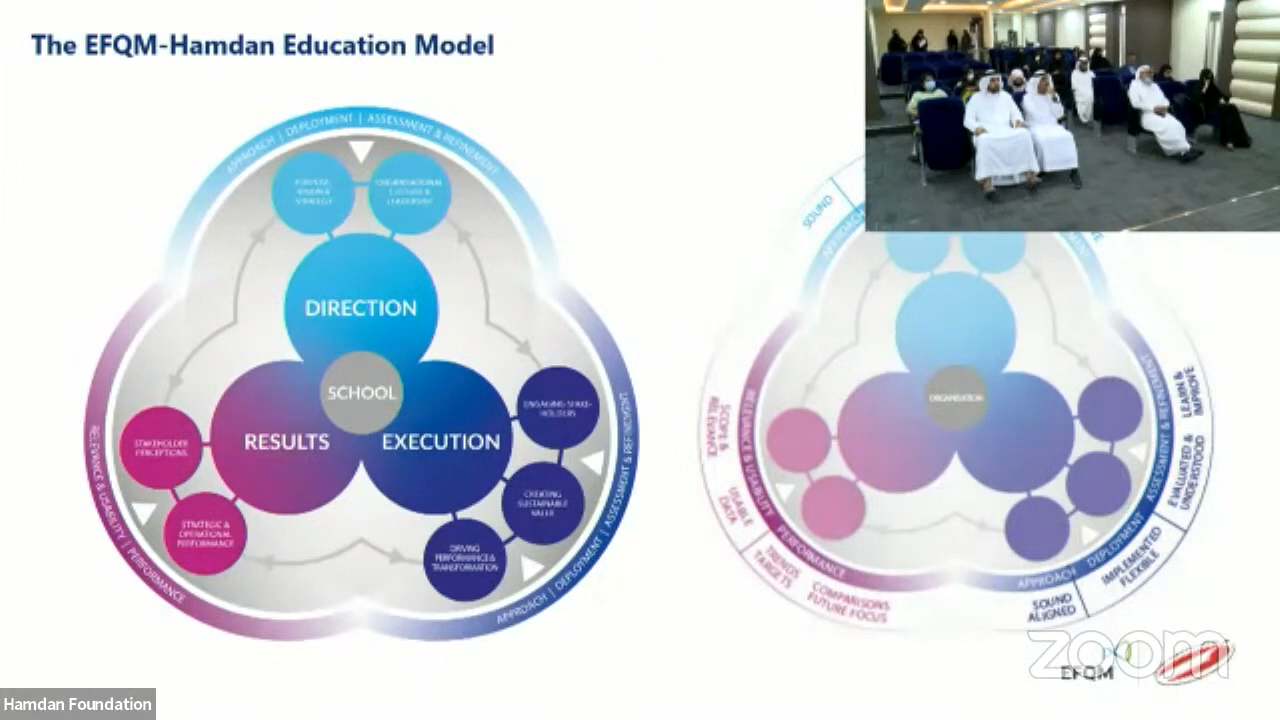 The EFQM-Hamdan Education Model
APPROACH | DEPLOYMENT | ASSESSMENT & REFINEMENT
PURPOSE,
VISION &
STRATEGY
ORGANISATIONAL
CULTURE &
LEADERSHIP
DIRECTION
SCHOOL
RESULTS
EXECUTION
ENGAGING STAKE-
HOLDERS
CREATING
SUSTAINABLE
VALUE
DRIVING
PERFORMANCE &
TRANSFORMATION
STAKEHOLDER
PERCEPTIONS
STRATEGIC &
OPERATIONAL
PERFORMANCE
RELEVANCE & USABILITY | PERFORMANCE
APPROACH | DEPLOYMENT | ASSESSMENT & REFINEMENT
SOUND
ORGANISATION
SCOPE &
RELEVANCE
USABLE
DATA
TRENDS
TARGETS
COMPARISONS
FUTURE FOCUS
RELEVANCE & USABILITY
PERFORMANCE
APPROACH
DEPLOYMENT
ASSESSMENT & REFINEMENT
SOUND
ALIGNED
IMPLEMENTED
FLEXIBLE
EVALUATED &
UNDERSTOOD
LEARN &
IMPROVE
zoom
EFQM
Hamdan Foundation